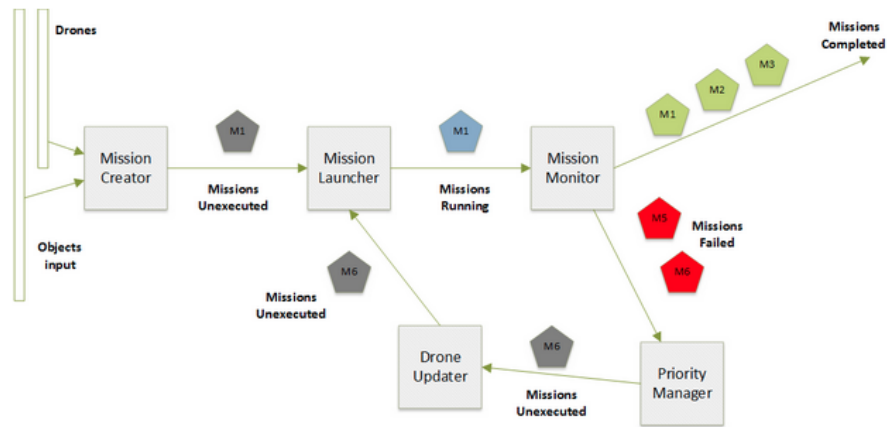 Drones
Missions
Completed
M3
M2
M1
M1
M1
Mission
Creator
Mission
Launcher
Mission
Monitor
Missions
Unexecuted
Missions
Running
M5
Missions
Failed
Objects
input
M6
M6
Missions
Unexecuted
M6
Drone
Updater
Priority
Manager
Missions
Unexecuted